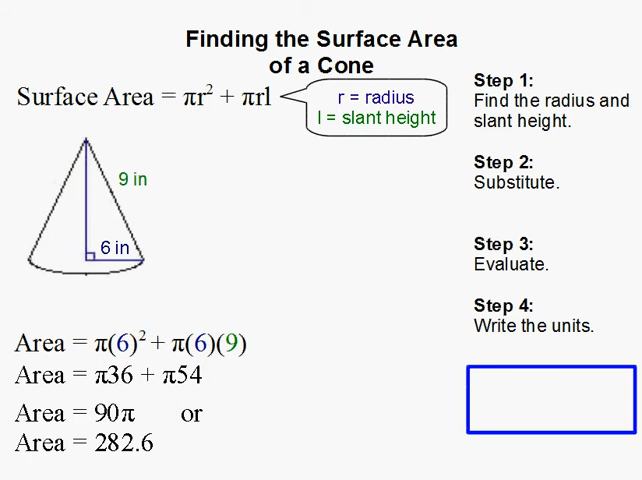 Finding the Surface Area
of a Cone
Surface Area = πr² + πrl
r = radius
l = slant height
9 in
6 in
Step 1:
Find the radius and
slant height.
Step 2:
Substitute.
Step 3:
Evaluate.
Step 4:
Write the units.
Area = π(6)² + π(6)(9)
Area = π36 + π54
Area = 90π or
Area = 282.6